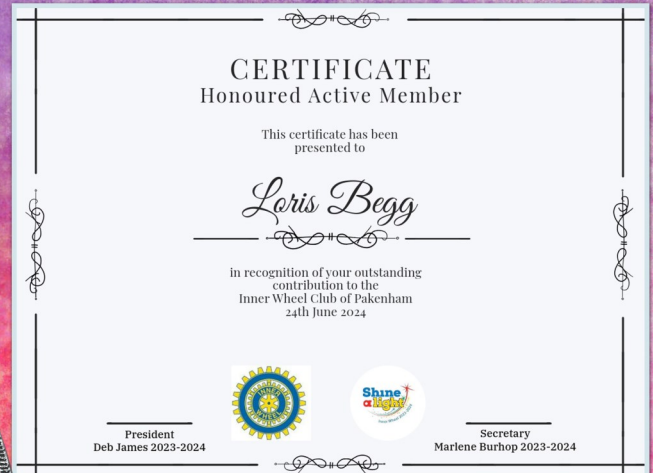 CERTIFICATE
Honoured Active Member
This certificate has been
presented to
Loris Begg
in recognition of your outstanding
contribution to the
Inner Wheel Club of Pakenham
24th June 2024
INNER
WHEEL
Shine
a light
President
Deb James 2023-2024
Secretary
Marlene Burhop 2023-2024